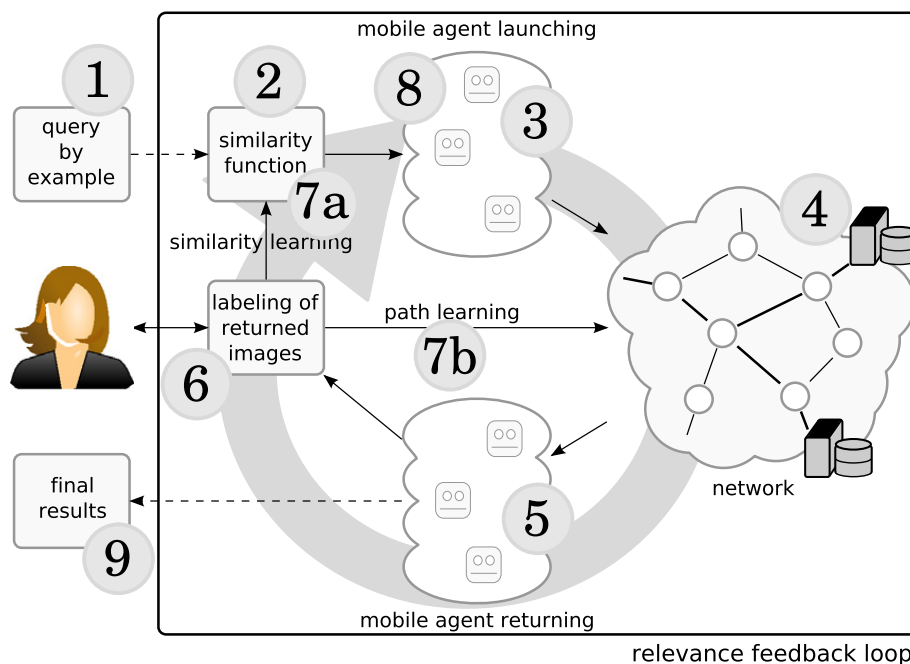 mobile agent launching
1
2
8
3
query
by
example
similarity
function
7a
4
similarity learning
labeling of
returned
images
path learning
7b
6
network
final
results
5
9
mobile agent returning
relevance feedback loop